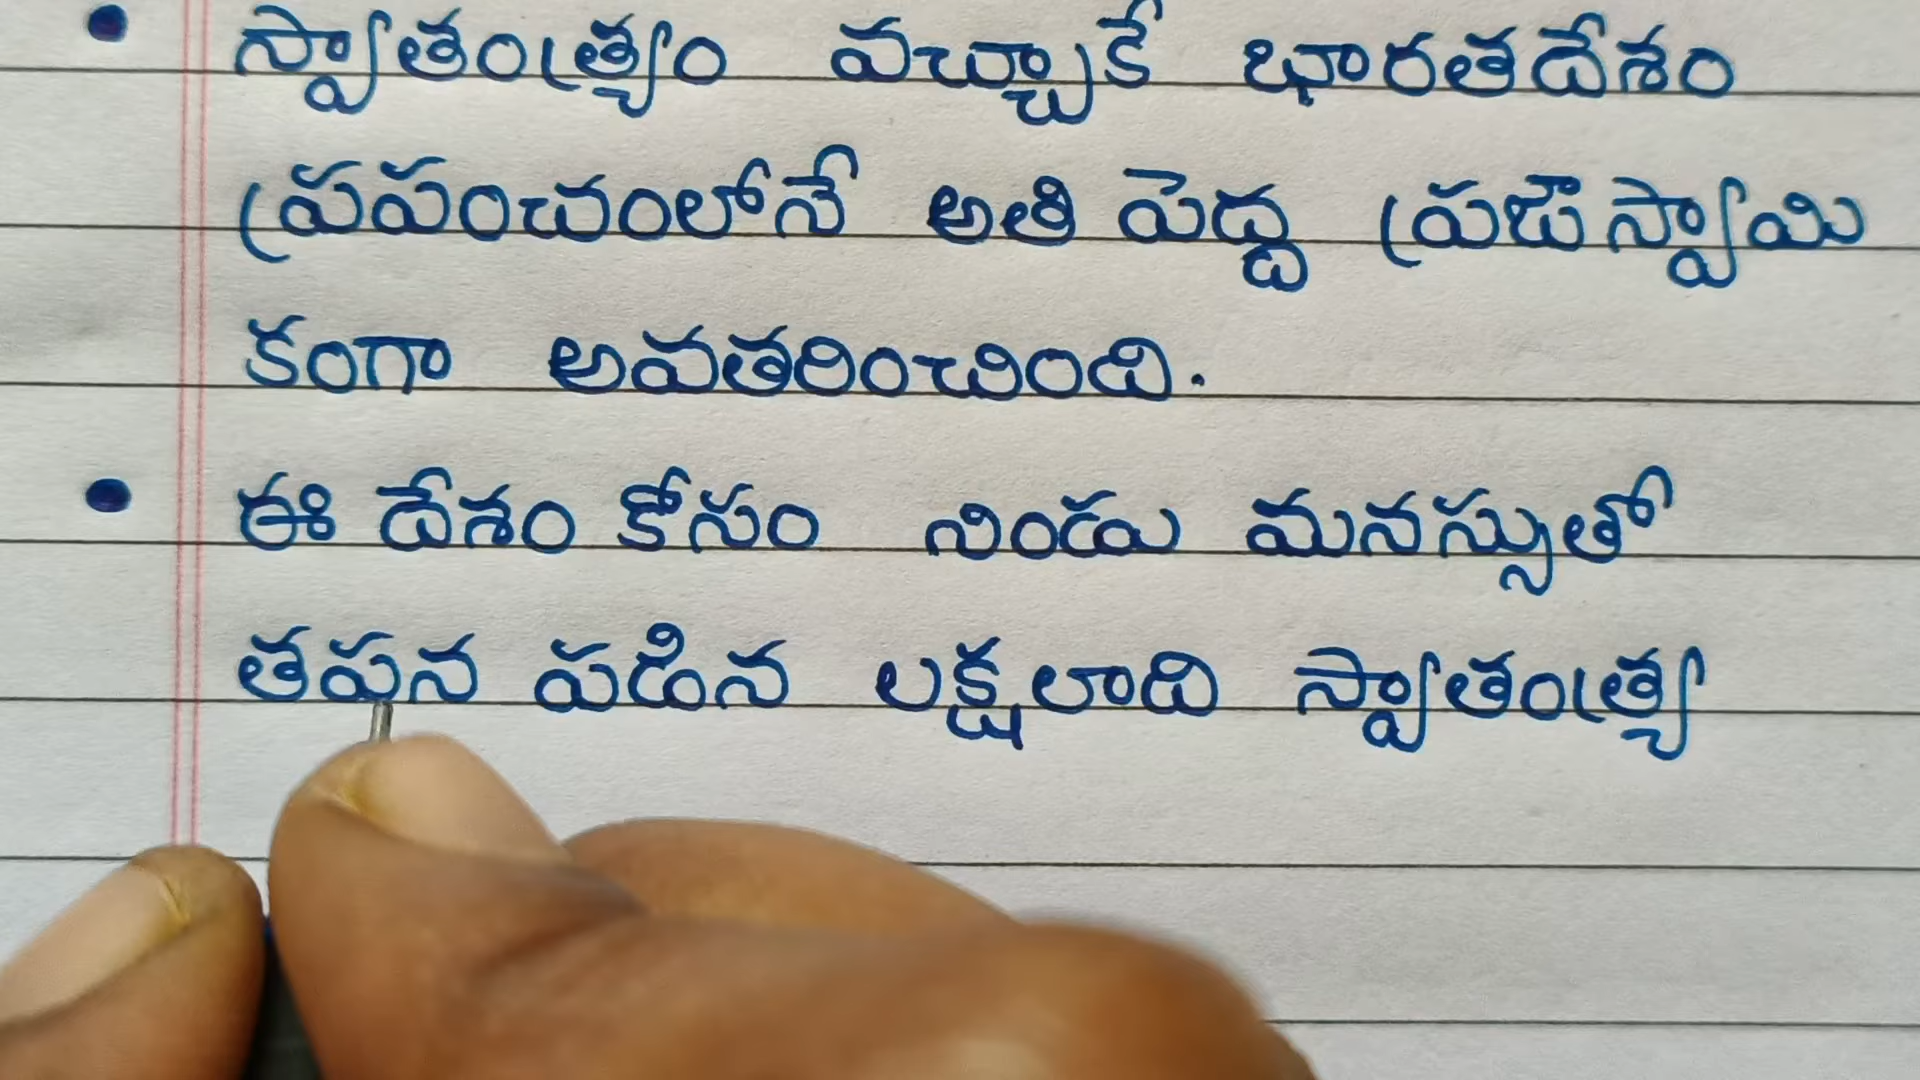 • స్వాతంత్ర్యం వచ్చాకే భారతదేశం
ప్రపంచంలోనే అతి పెద్ద ప్రజాస్వామి
కంగా అవతరించింది.
• ఈ దేశం కోసం నిండు మనస్సుతో
తపన పడిన లక్షలాది స్వాతంత్ర్య